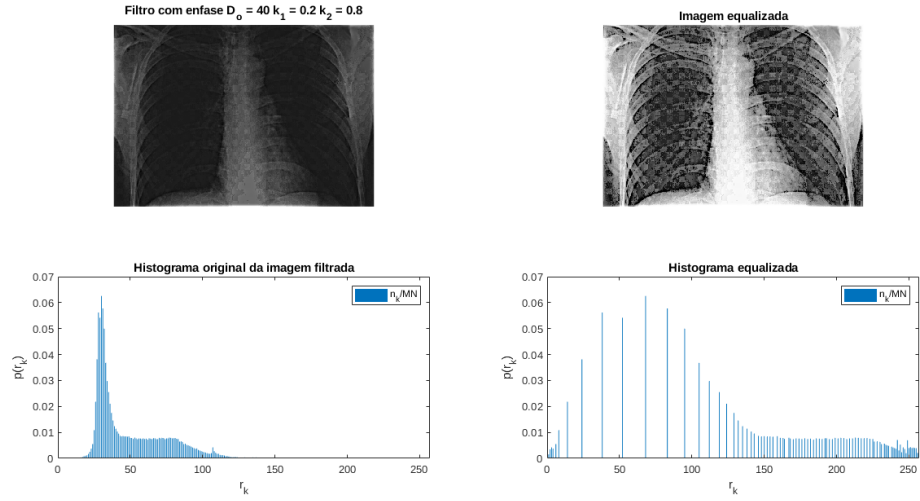 Filtro com enfase D_o = 40 k_1 = 0.2 k_2 = 0.8
Imagem equalizada
Histograma original da imagem filtrada
0.07
0.06
0.05
0.04
0.03
0.02
0.01
0
p(r_k)
n_k/MN
0 50 100 150 200 250
r_k
Histograma equalizada
0.07
0.06
0.05
0.04
0.03
0.02
0.01
0
p(r_k)
n_k/MN
0 50 100 150 200 250
r_k